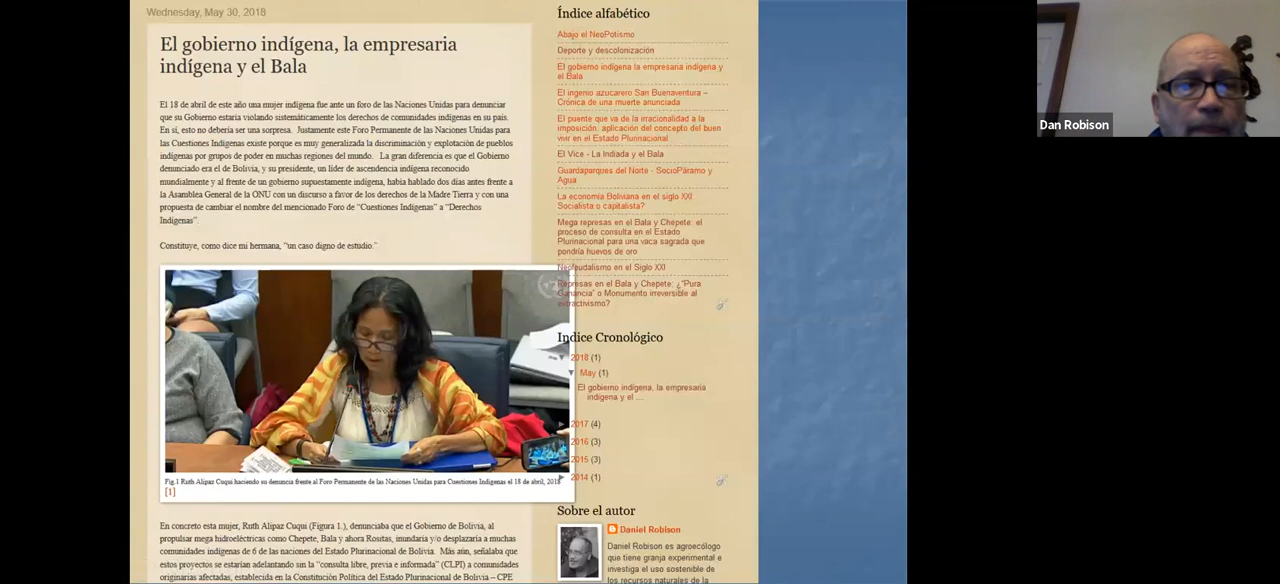 Wednesday, May 30, 2018
El gobierno indígena, la empresaria
indígena y el Bala
El 18 de abril de este año una mujer indígena fue ante un foro de las Naciones Unidas para denunciar
que su Gobierno estaría violando sistemáticamente los derechos de comunidades indígenas en su país.
En sí, esto no debería ser una sorpresa. Justamente este Foro Permanente de las Naciones Unidas para
las Cuestiones Indígenas existe porque es muy generalizada la discriminación y explotación de pueblos
indígenas por grupos de poder en muchas regiones del mundo. La gran diferencia es que el Gobierno
denunciado era el de Bolivia, y su presidente, un líder de ascendencia indígena reconocido
mundialmente y al frente de un gobierno supuestamente indígena, había hablado dos días antes frente a
la Asamblea General de la ONU con un discurso a favor de los derechos de la Madre Tierra y con una
propuesta de cambiar el nombre del mencionado Foro de "Cuestiones Indígenas" a "Derechos
Indígenas".
Constituye, como dice mi hermana, "un caso digno de estudio."
Fig.1 Ruth Alipaz Cuqui haciendo su denuncia frente al Foro Permanente de las Naciones Unidas para Cuestiones Indígenas el 18 de abril, 2018
[1]
En concreto esta mujer, Ruth Alipaz Cuqui (Figura 1.), denunciaba que el Gobierno de Bolivia, al
propulsar mega hidroeléctricas como Chepete, Bala y ahora Rositas, inundaría y/o desplazaría a muchas
comunidades indígenas de 6 de las naciones del Estado Plurinacional de Bolivia. Más aún, señalaba que
estos proyectos se estarían adelantando sin la "consulta libre, previa e informada" (CLPI) a comunidades
originarias afectadas, establecida en la Constitución Política del Estado Plurinacional de Bolivia – CPE
Índice alfabético
Abajo el NeoPotismo
Deporte y descolonización
El gobierno indígena la empresaria indígena y
el Bala
El ingenio azucarero San Buenaventura –
Crónica de una muerte anunciada
El puente que va de la irracionalidad a la
imposición: aplicación del concepto del buen
vivir en el Estado Plurinacional
El Vice - La Indiada y el Bala
Guardaparques del Norte - SocioPáramo y
Agua
La economía Boliviana en el siglo XXI:
Socialista o capitalista?
Mega represas en el Bala y Chepete: el
proceso de consulta en el Estado
Plurinacional para una vaca sagrada que
pondría huevos de oro
Neofeudalismo en el Siglo XXI
Represas en el Bala y Chepete: ¿"Pura
Ganancia" o Monumento irreversible al
extractivismo?
Indice Cronológico
▼ 2018 (1)
▼ May (1)
El gobierno indígena, la empresaria
indígena y el ...
► 2017 (4)
► 2016 (3)
► 2015 (3)
► 2014 (1)
Sobre el autor
Daniel Robison
Daniel Robison es agroecólogo
que tiene granja experimental e
investiga el uso sostenible de
los recursos naturales de la
Dan Robison